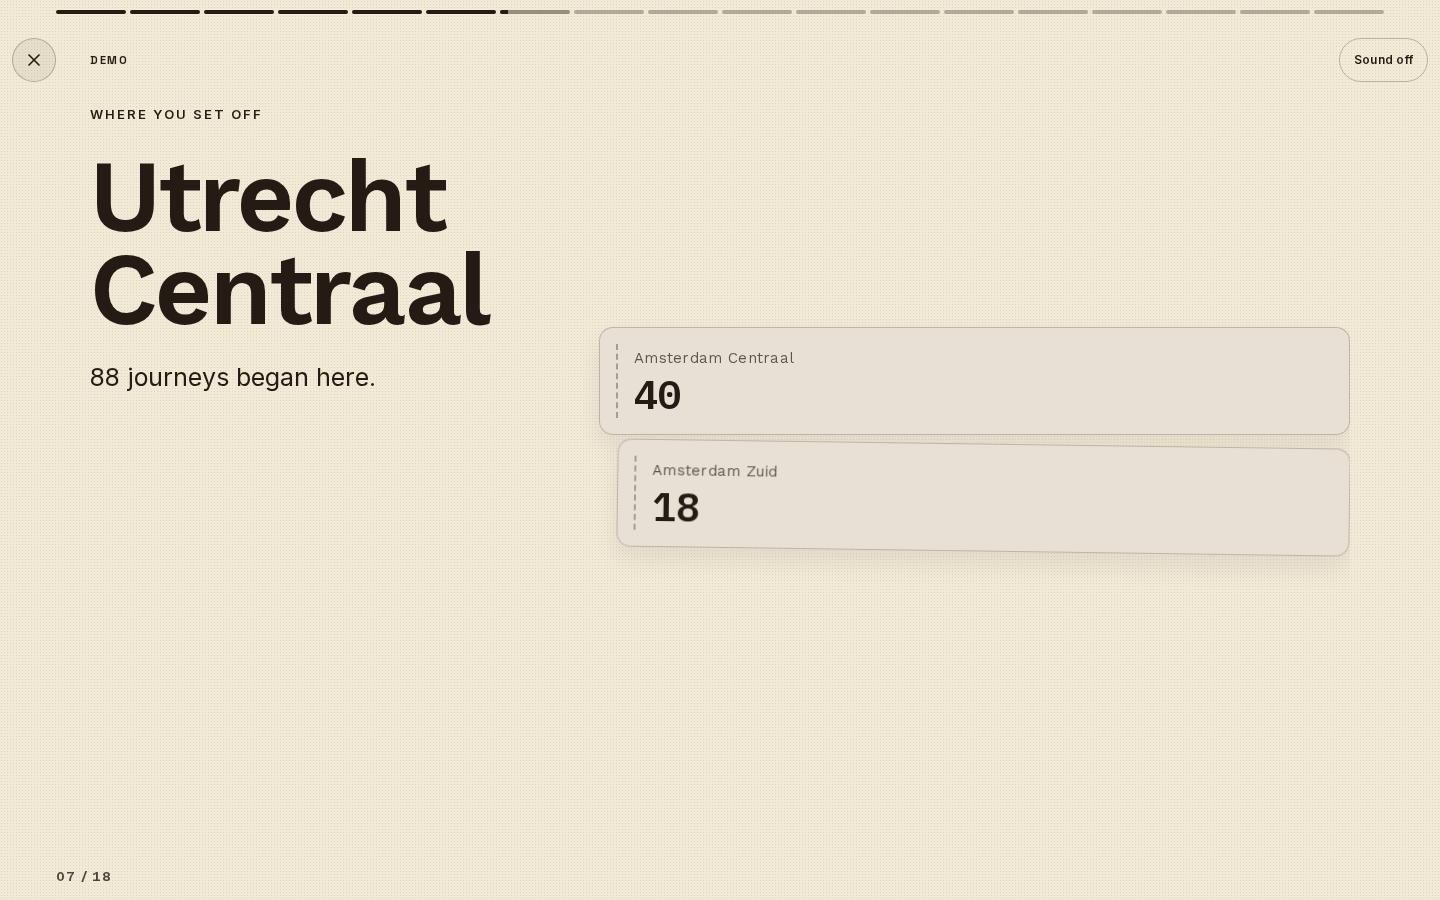 DEMO
Sound off
WHERE YOU SET OFF
Utrecht
Centraal
88 journeys began here.
Amsterdam Centraal
40
Amsterdam Zuid
18
07 / 18